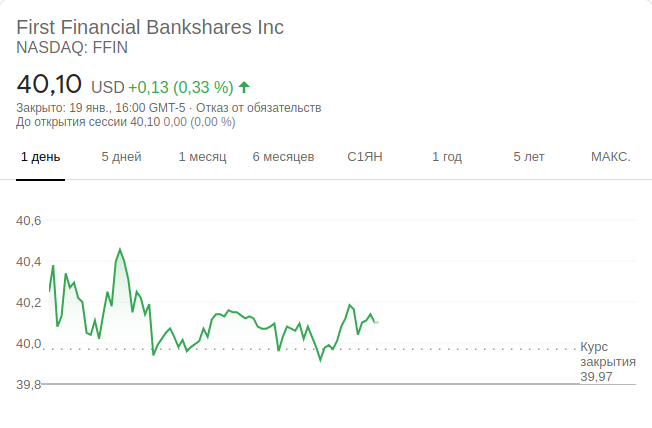 First Financial Bankshares Inc
NASDAQ: FFIN
40,10 USD +0,13 (0,33 %)
Закрыто: 19 янв., 16:00 GMT-5 · Отказ от обязательств
До открытия сессии 40,10 0,00 (0,00 %)
1 день 5 дней 1 месяц 6 месяцев С1ЯН 1 год 5 лет МАКС.
40,6
40,4
40,2
40,0
39,8
Курс
закрытия
39,97